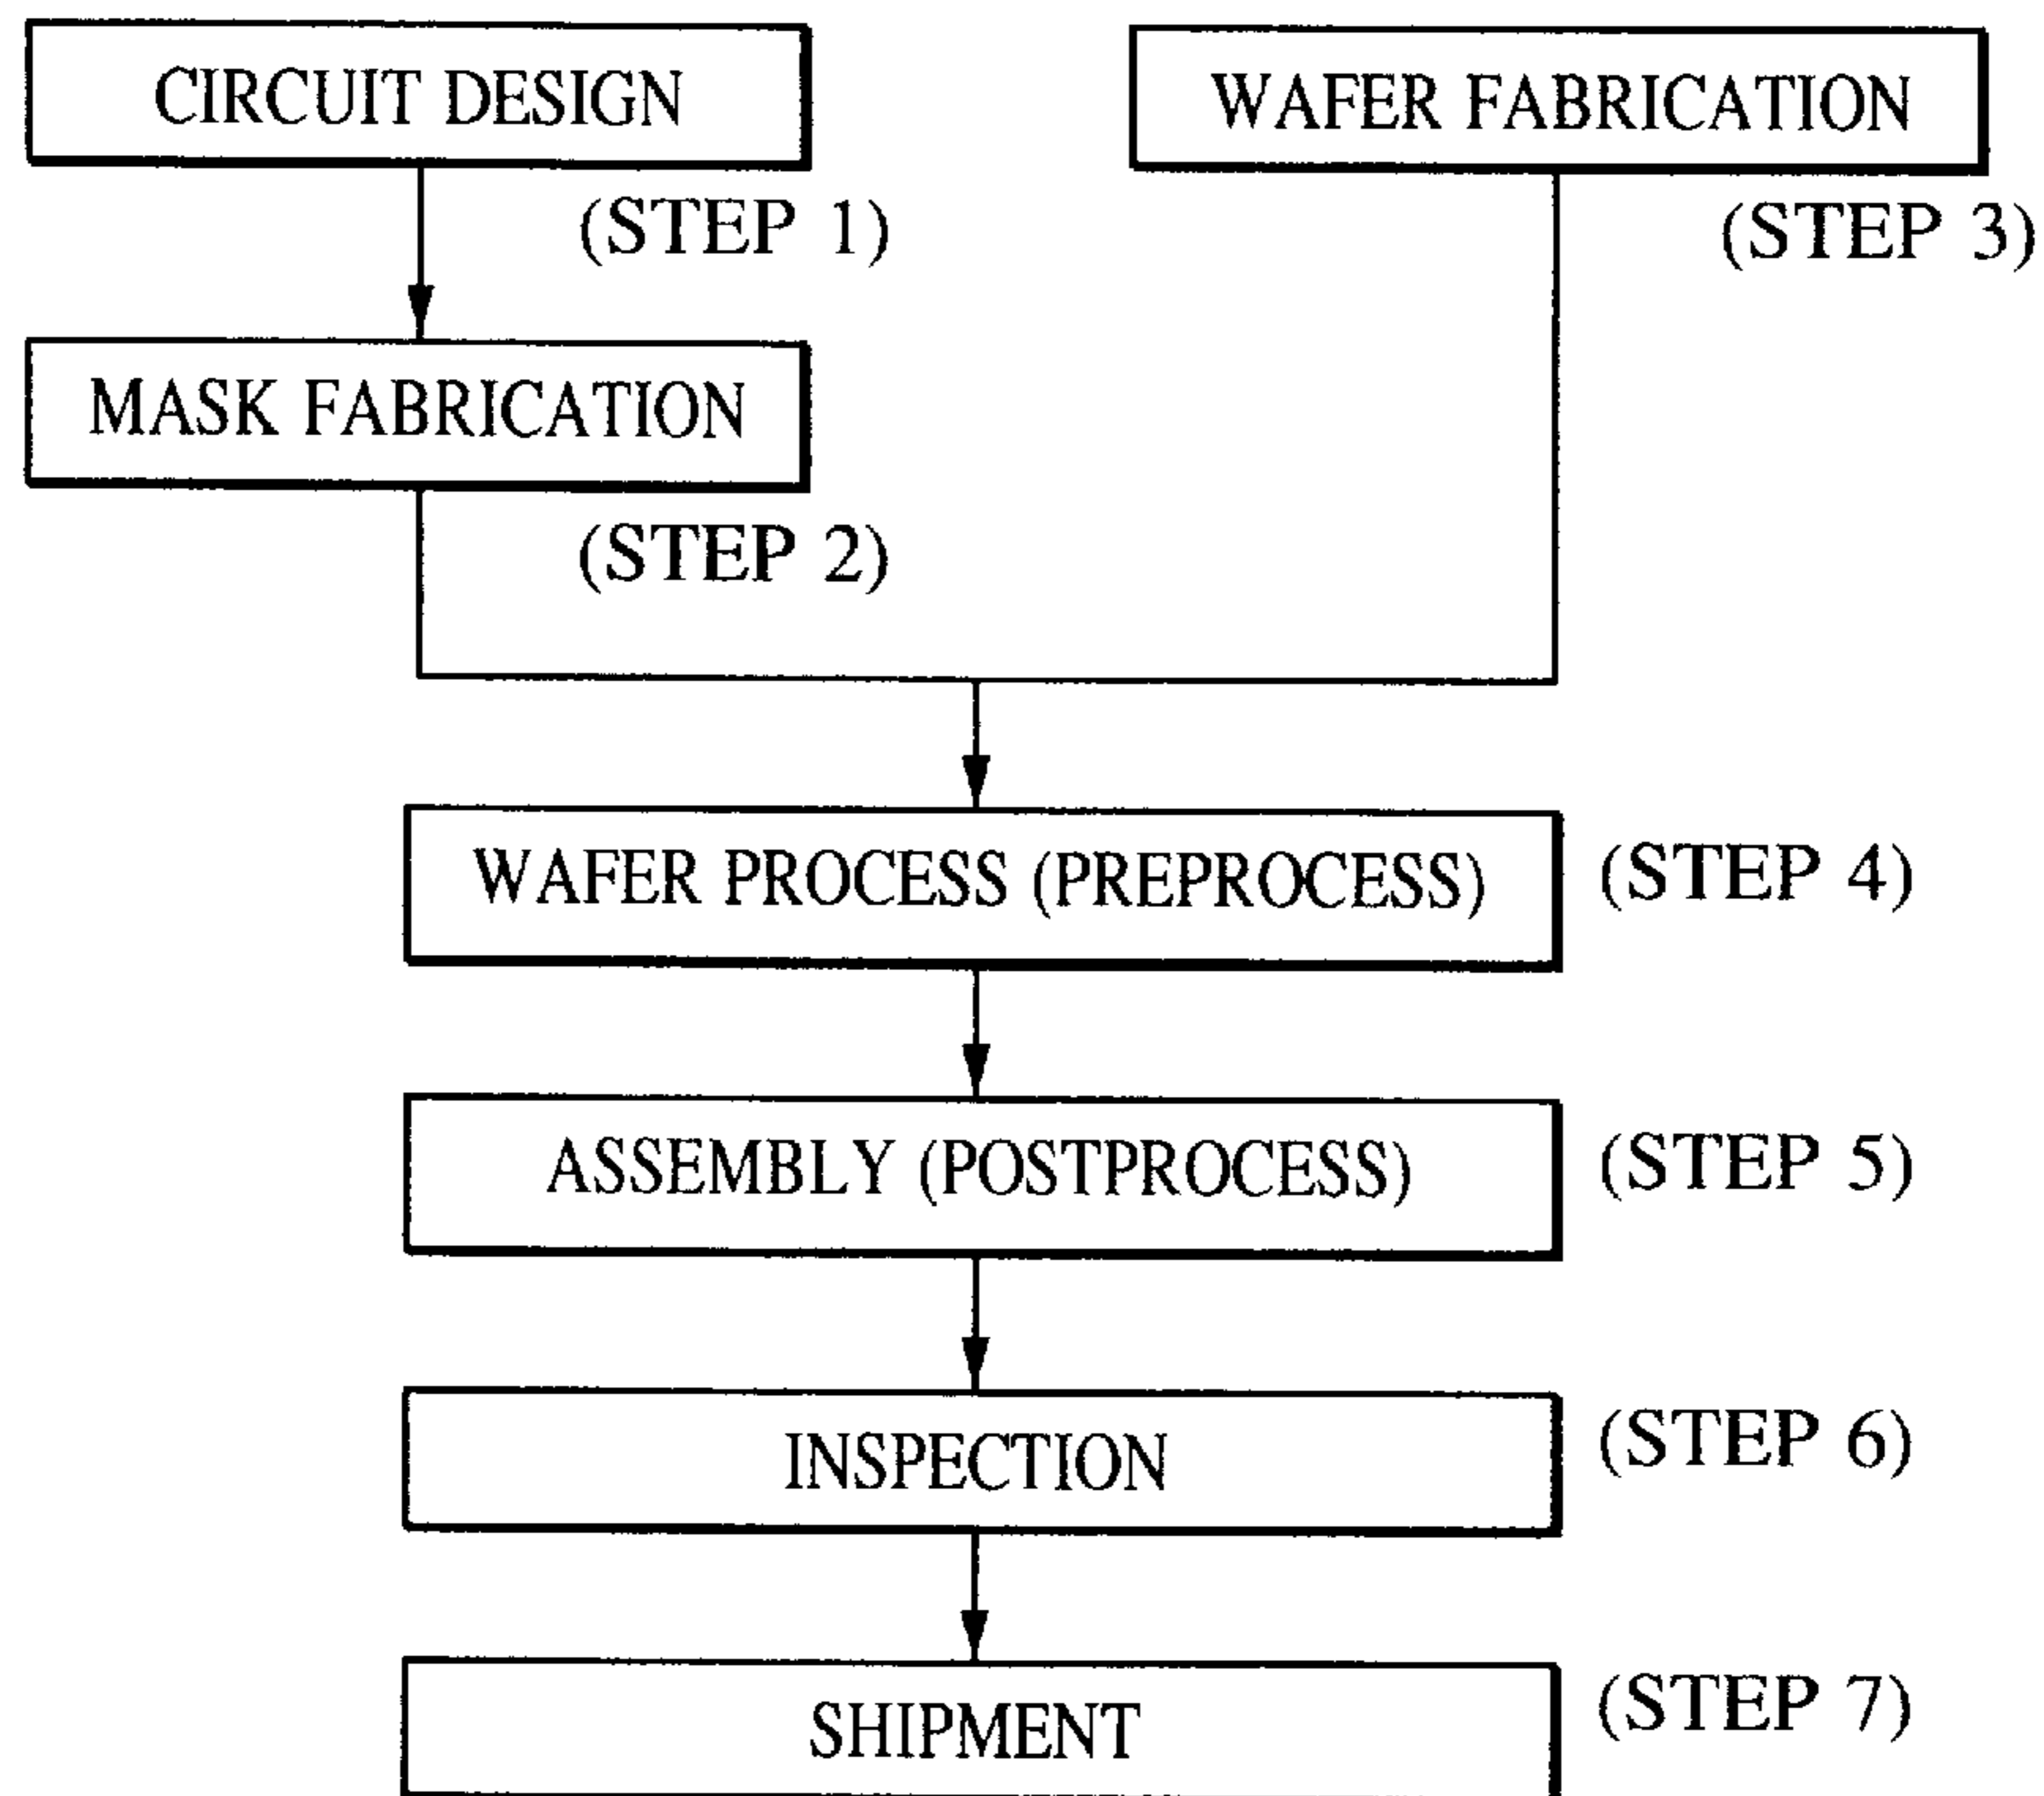 CIRCUIT DESIGN
(STEP 1)
MASK FABRICATION
(STEP 2)
WAFER FABRICATION
(STEP 3)
WAFER PROCESS (PREPROCESS)
(STEP 4)
ASSEMBLY (POSTPROCESS)
(STEP 5)
INSPECTION
(STEP 6)
SHIPMENT
(STEP 7)